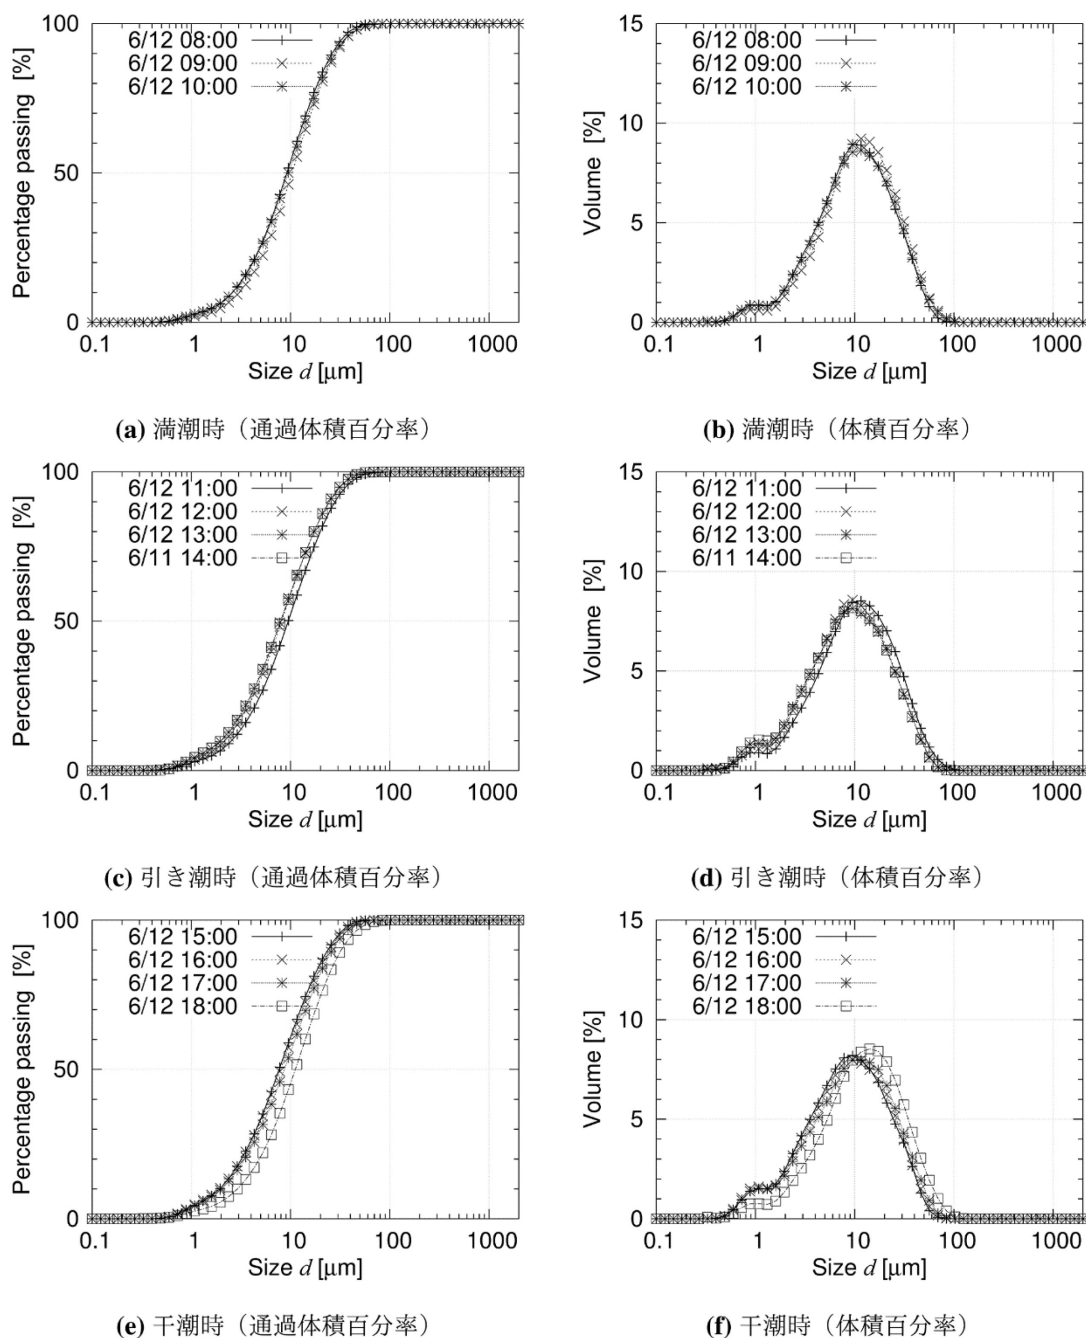 100
50
0
Percentage passing [%]
6/12 08:00
6/12 09:00
6/12 10:00
0.1 1 10 100 1000
Size d [μm]
(a) 満潮時（通過体積百分率）
15
10
5
0
Volume [%]
6/12 08:00
6/12 09:00
6/12 10:00
0.1 1 10 100 1000
Size d [μm]
(b) 満潮時（体積百分率）
100
50
0
Percentage passing [%]
6/12 11:00
6/12 12:00
6/12 13:00
6/11 14:00
0.1 1 10 100 1000
Size d [μm]
(c) 引き潮時（通過体積百分率）
15
10
5
0
Volume [%]
6/12 11:00
6/12 12:00
6/12 13:00
6/11 14:00
0.1 1 10 100 1000
Size d [μm]
(d) 引き潮時（体積百分率）
100
50
0
Percentage passing [%]
6/12 15:00
6/12 16:00
6/12 17:00
6/12 18:00
0.1 1 10 100 1000
Size d [μm]
(e) 干潮時（通過体積百分率）
15
10
5
0
Volume [%]
6/12 15:00
6/12 16:00
6/12 17:00
6/12 18:00
0.1 1 10 100 1000
Size d [μm]
(f) 干潮時（体積百分率）